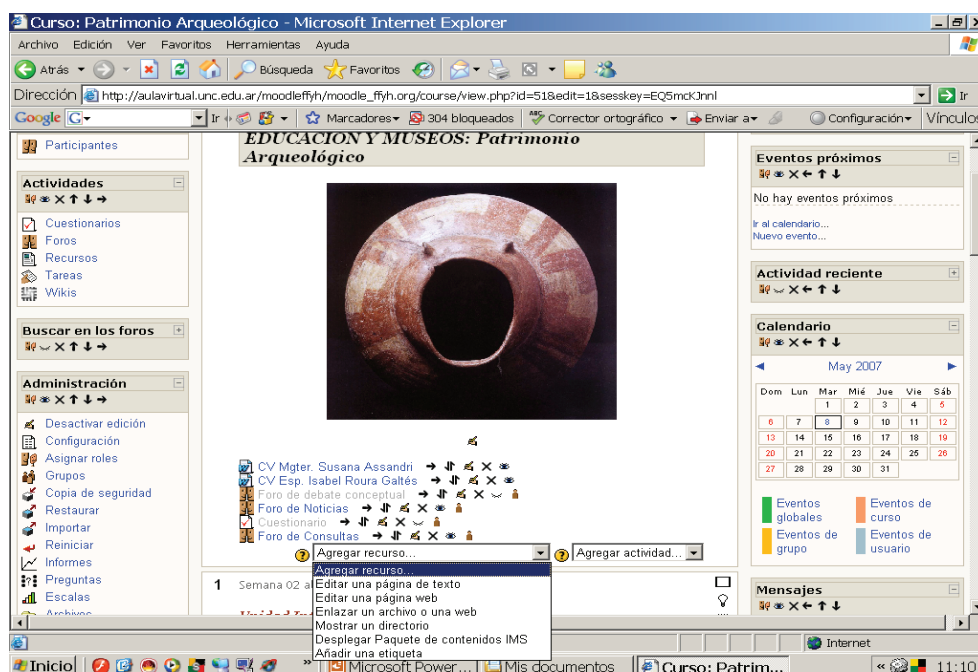 Curso: Patrimonio Arqueológico - Microsoft Internet Explorer
Archivo Edición Ver Favoritos Herramientas Ayuda
Atrás Búsqueda Favoritos
Dirección http://aulavirtual.unc.edu.ar/moodleffyh/moodle_ffyh.org/course/view.php?id=51&edit=1&sesskey=EQ5mcKJnnl Ir
Google G Ir Marcadores 304 bloqueados Corrector ortográfico Enviar a Configuración Vínculos
Participantes
Actividades
Cuestionarios
Foros
Recursos
Tareas
Wikis
Buscar en los foros
Administración
Desactivar edición
Configuración
Asignar roles
Grupos
Copia de seguridad
Restaurar
Importar
Reiniciar
Informes
Preguntas
Escalas
Archivos
EDUCACION Y MUSEOS: Patrimonio
Arqueológico
CV Mgter. Susana Assandri
CV Esp. Isabel Roura Galtés
Foro de debate conceptual
Foro de Noticias
Cuestionario
Foro de Consultas
Agregar recurso... Agregar actividad...
Agregar recurso...
Editar una página de texto
Editar una página web
Enlazar un archivo o una web
Mostrar un directorio
Desplegar Paquete de contenidos IMS
Añadir una etiqueta
1 Semana 02
Eventos próximos
No hay eventos próximos
Ir al calendario...
Nuevo evento...
Actividad reciente
Calendario
May 2007
Dom Lun Mar Mié Jue Vie Sáb
1 2 3 4 5
6 7 8 9 10 11 12
13 14 15 16 17 18 19
20 21 22 23 24 25 26
27 28 29 30 31
Eventos globales
Eventos de curso
Eventos de grupo
Eventos de usuario
Mensajes
Internet
Inicio Microsoft Power... Mis documentos Curso: Patrim... 11:10